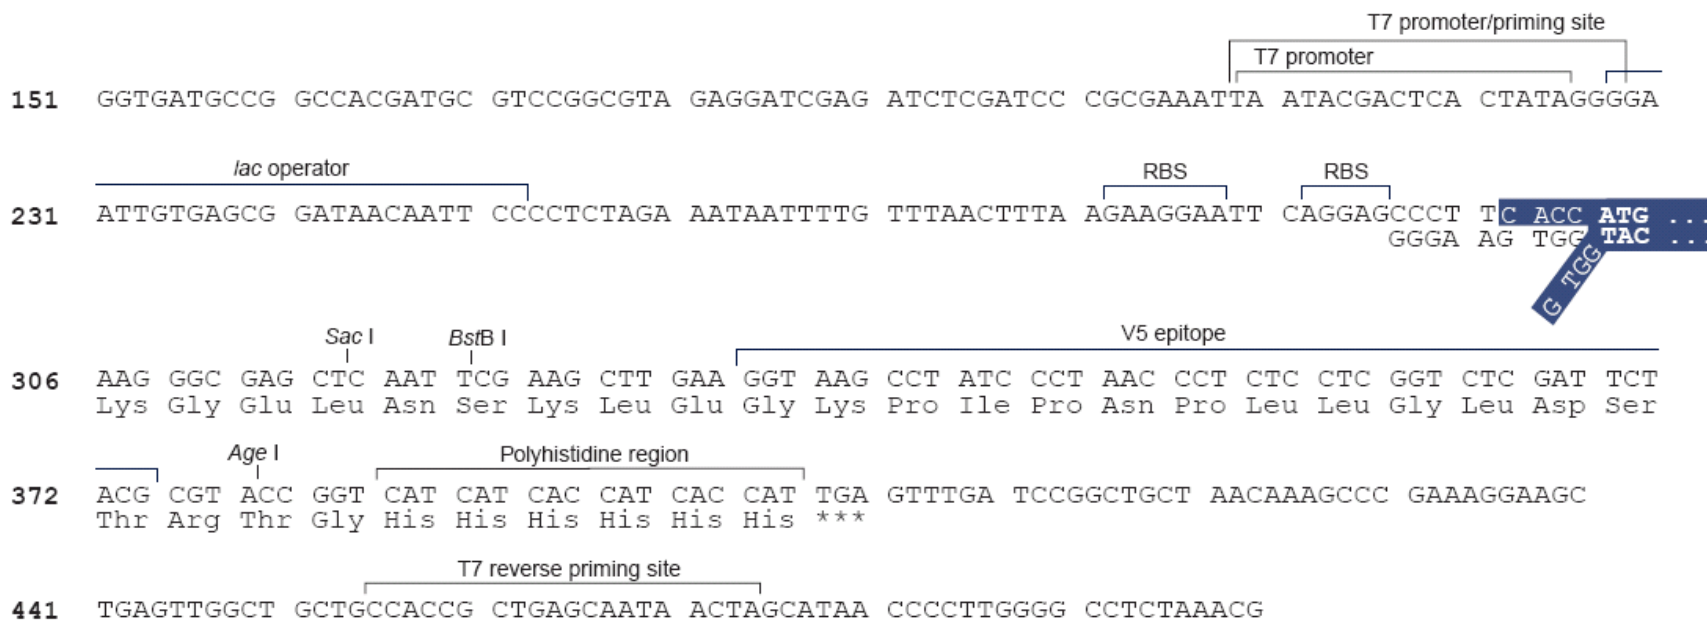 T7 promoter/priming site
T7 promoter
151 GGTGATGCCG GCCACGATGC GTCCGGCGTA GAGGATCGAG ATCTCGATCC CGCGAAATTAA ATACGACTCA CTATAGGGGA
lac operator RBS RBS
231 ATTGTGAGCG GATAACAATT CCCCTCTAGA AATAATTTTG TTTAACTTTAA GAAGGAATTC CAGGAGCCCT TC ACC ATG ...
GGGA AG TGG TAC ...
G TGG
Sac I BstB I V5 epitope
306 AAG GGC GAG CTC AAT TCG AAG CTT GAA GGT AAG CCT ATC CCT AAC CCT CTC CTC GGT CTC GAT TCT
Lys Gly Glu Leu Asn Ser Lys Leu Glu Gly Lys Pro Ile Pro Asn Pro Leu Leu Gly Leu Asp Ser
Age I Polyhistidine region
372 ACG CGT ACC GGT CAT CAT CAC CAT CAC CAT TGA GTTTGA TCCGGCTGCT AACAAAGCCC GAAAGGAAGC
Thr Arg Thr Gly His His His His His His ***
T7 reverse priming site
441 TGAGTTGGCT GCTGCCACCG CTGAGCAATA ACTAGCATAA CCCCTTGGGG CCTCTAAACG